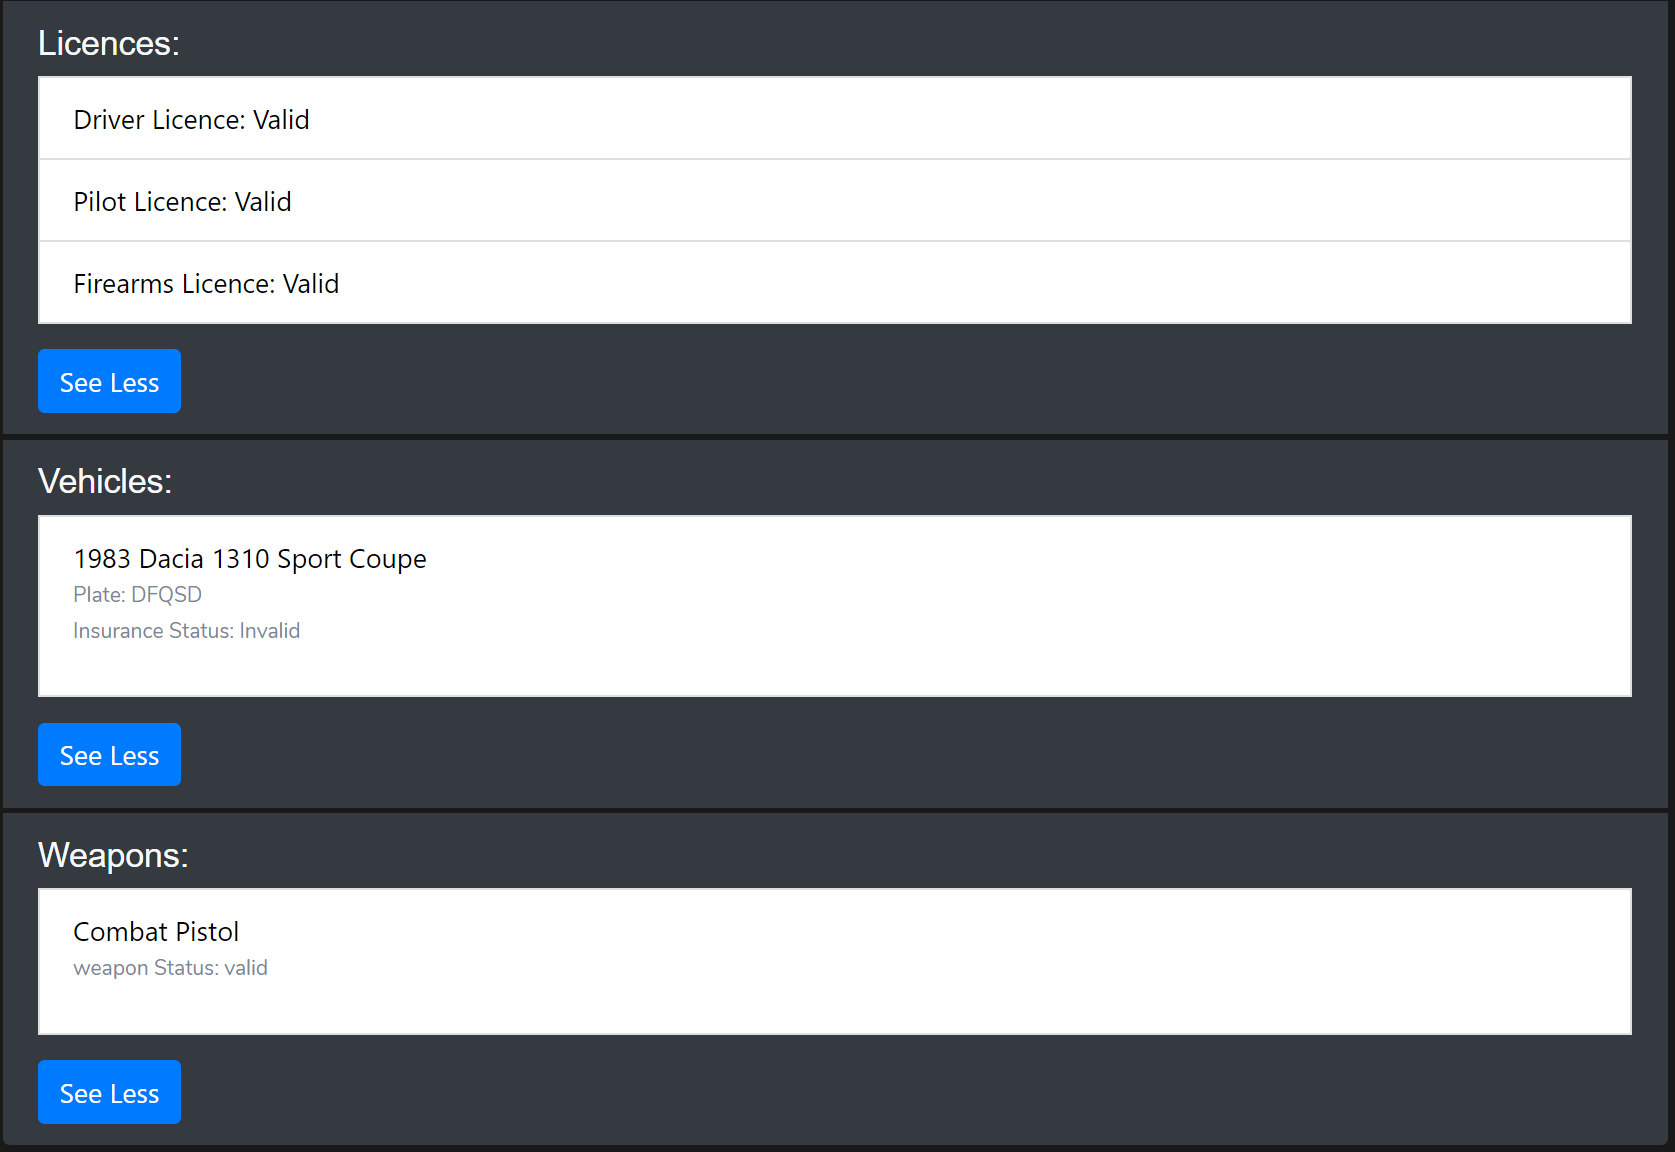 Licences:
Driver Licence: Valid
Pilot Licence: Valid
Firearms Licence: Valid
See Less
Vehicles:
1983 Dacia 1310 Sport Coupe
Plate: DFQSD
Insurance Status: Invalid
See Less
Weapons:
Combat Pistol
weapon Status: valid
See Less